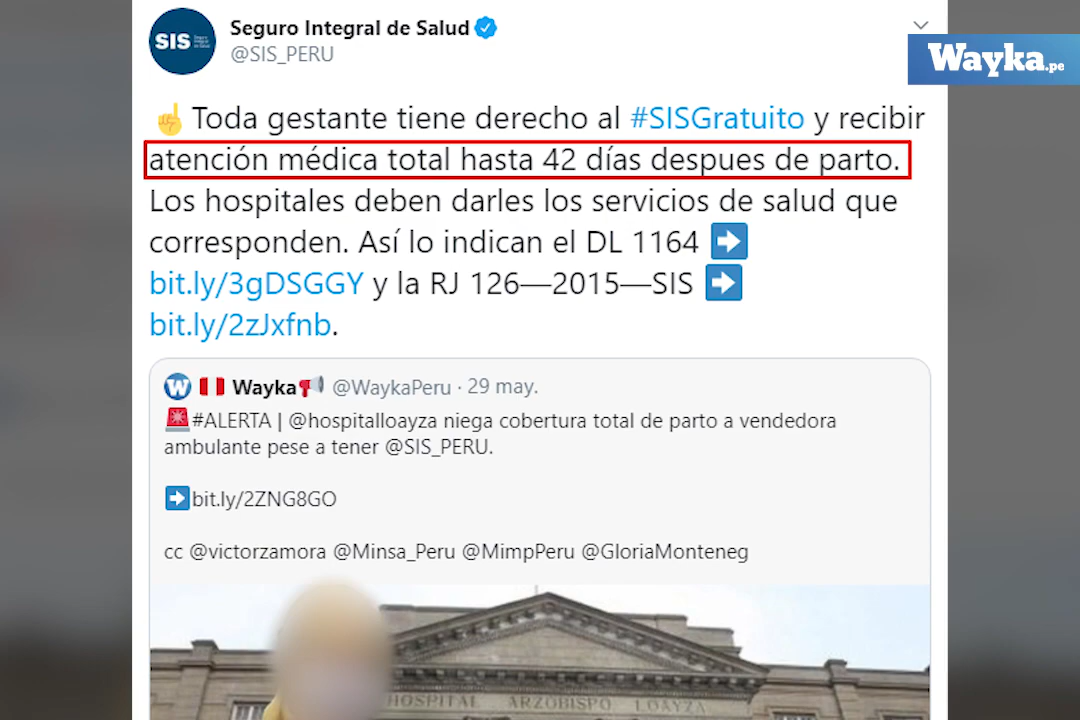 SIS
Seguro Integral de Salud
@SIS_PERU
Wayka.pe
☝Toda gestante tiene derecho al #SISGratuito y recibir
atención médica total hasta 42 días despues de parto.
Los hospitales deben darles los servicios de salud que
corresponden. Así lo indican el DL 1164 ➡
bit.ly/3gDSGGY y la RJ 126—2015—SIS ➡
bit.ly/2zJxfnb.
W 🇵🇪 Wayka📢 @WaykaPeru · 29 may.
🚨#ALERTA | @hospitalloayza niega cobertura total de parto a vendedora
ambulante pese a tener @SIS_PERU.
➡bit.ly/2ZNG8GO
cc @victorzamora @Minsa_Peru @MimpPeru @GloriaMonteneg
HOSPITAL ARZOBISPO LOAYZA